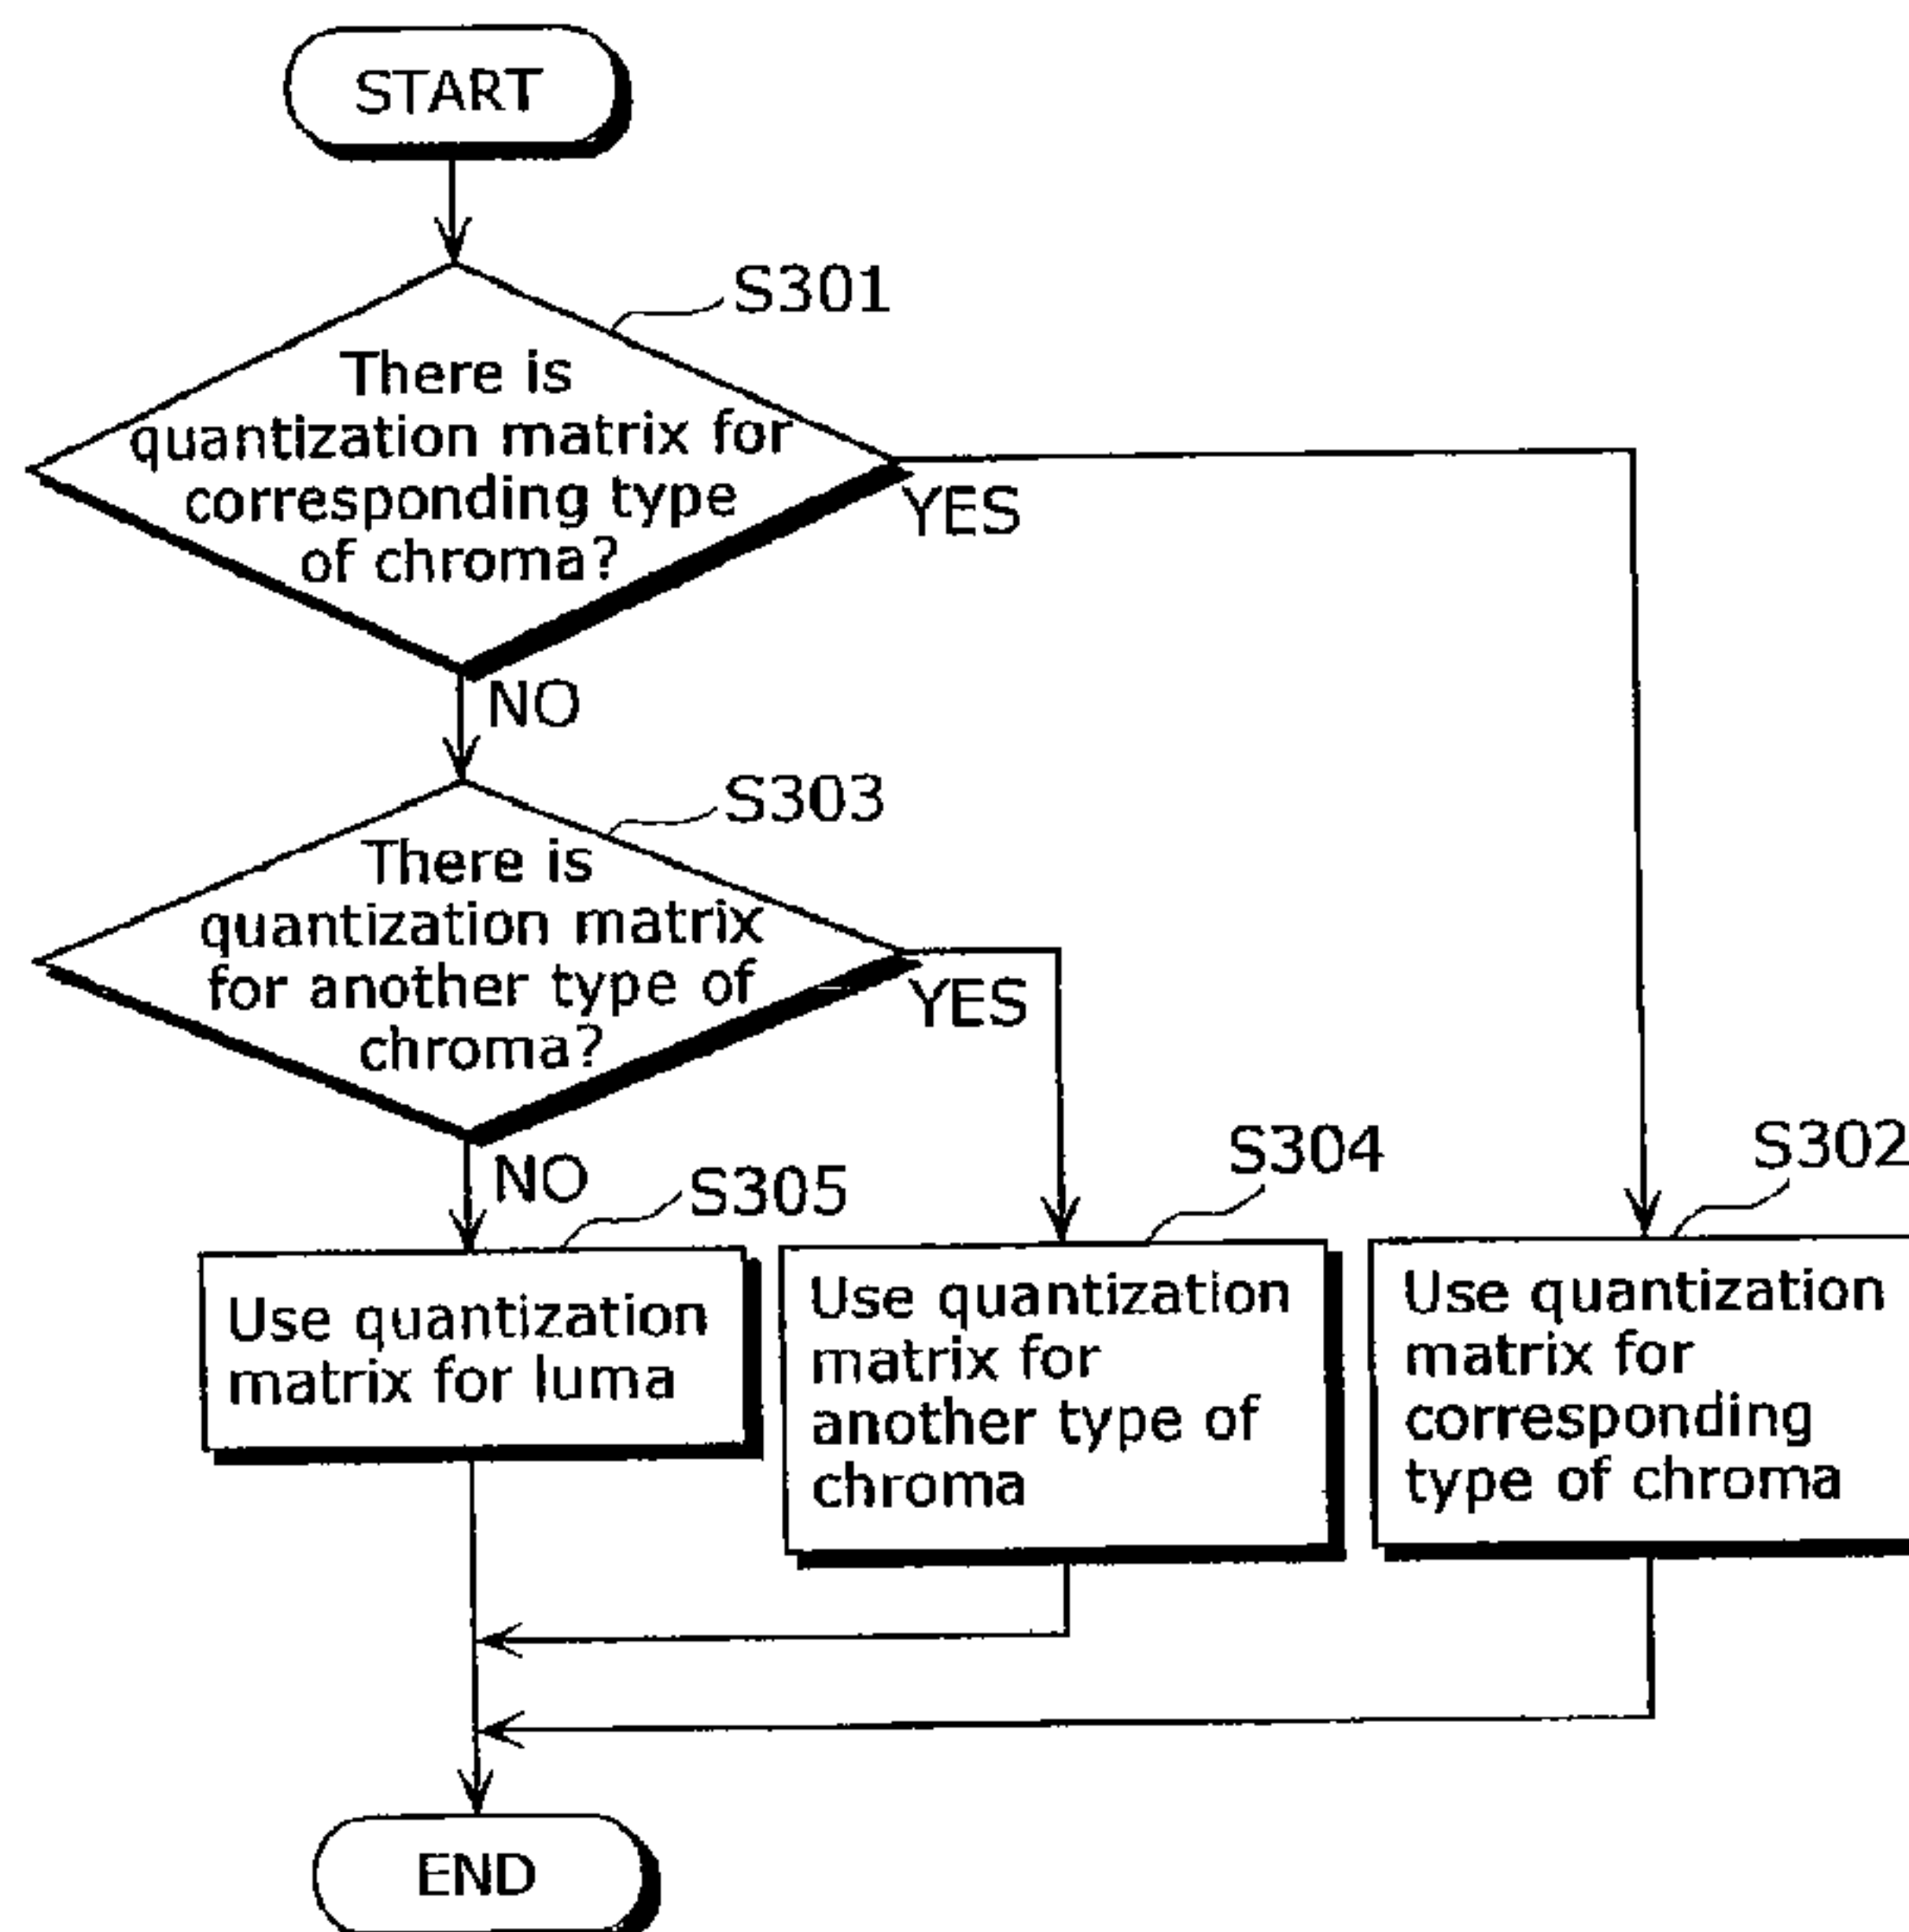 START
S301
There is
quantization matrix for
corresponding type
of chroma?
YES
NO
S303
There is
quantization matrix
for another type of
chroma?
YES
NO
S305
Use quantization
matrix for luma
S304
Use quantization
matrix for
another type of
chroma
S302
Use quantization
matrix for
corresponding
type of chroma
END